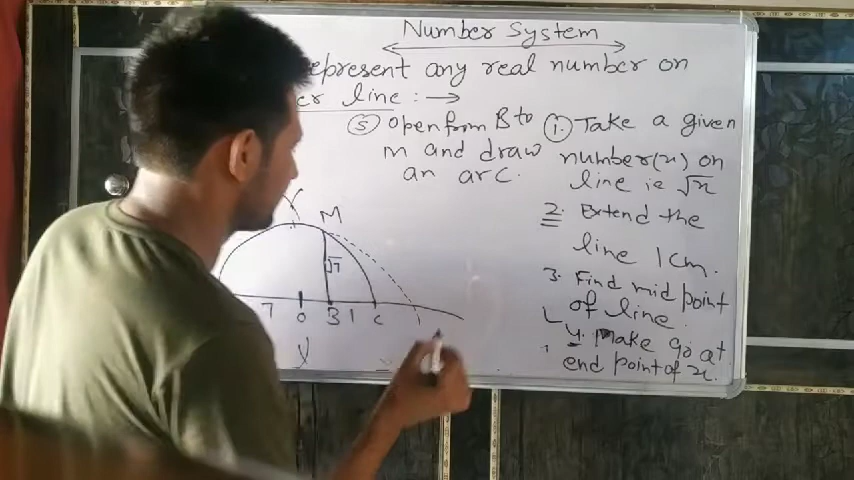 Number System
epresent any real number on
er line : →
⑤ open from B to
M and draw
an arc.
① Take a given
number(x) on
line ie √x
2. Extend the
line 1cm.
3. Find mid point
of line.
4. Make 90 at
end point of x.
M
√7
7 O B 1 C